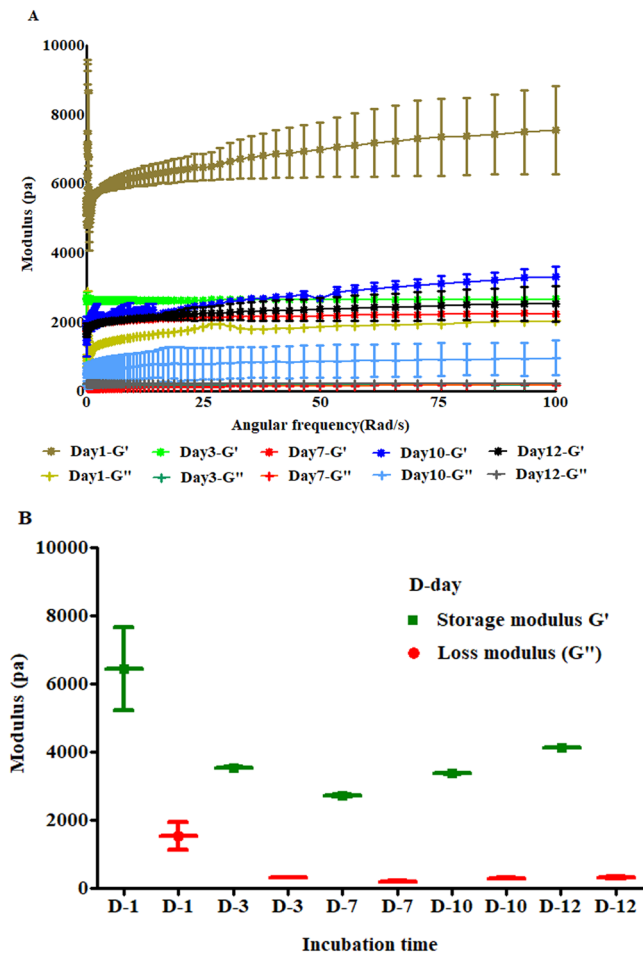 A
10000
8000
6000
4000
2000
0
Modulus (pa)
0 25 50 75 100
Angular frequency(Rad/s)
Day1-G' Day3-G' Day7-G' Day10-G' Day12-G'
Day1-G" Day3-G" Day7-G" Day10-G" Day12-G"
B
10000
8000
6000
4000
2000
0
Modulus (pa)
D-day
Storage modulus G'
Loss modulus (G")
D-1 D-1 D-3 D-3 D-7 D-7 D-10 D-10 D-12 D-12
Incubation time